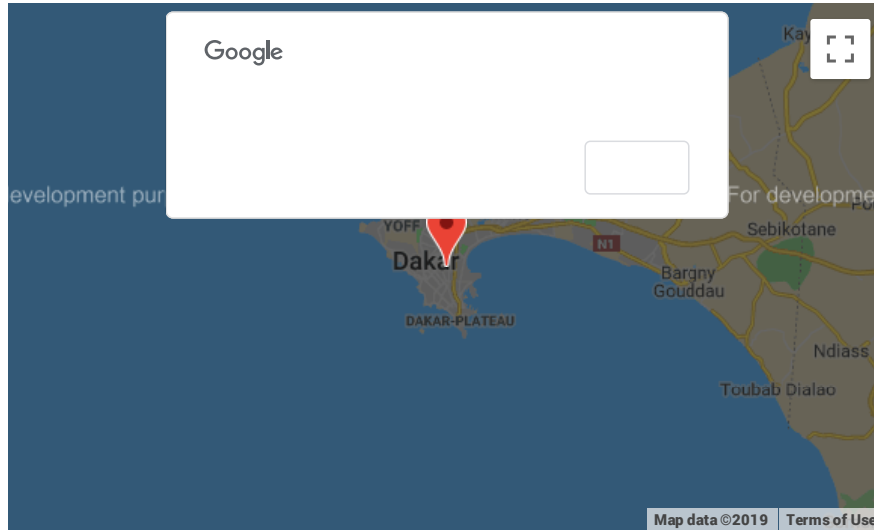 Google
Kay
evelopment pur
For developme
YOFF
N1
Sebikotane
Dakar
Bargny
Gouddau
DAKAR-PLATEAU
Ndiass
Toubab Dialao
Map data ©2019
Terms of Use